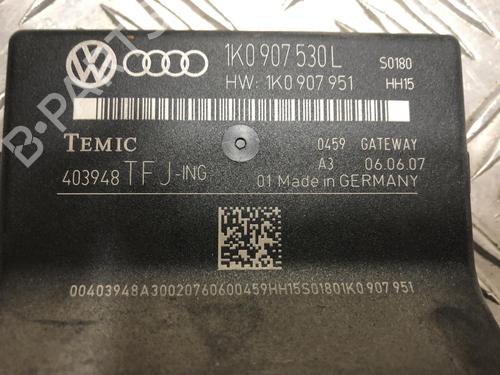 1K0 907 530 L S0180
HW: 1K0 907 951 HH15
TEMIC 0459 GATEWAY
403948 TFJ-ING A3 06.06.07
01 Made in GERMANY
00403948A30020760600459HH15S01801K0 907 951